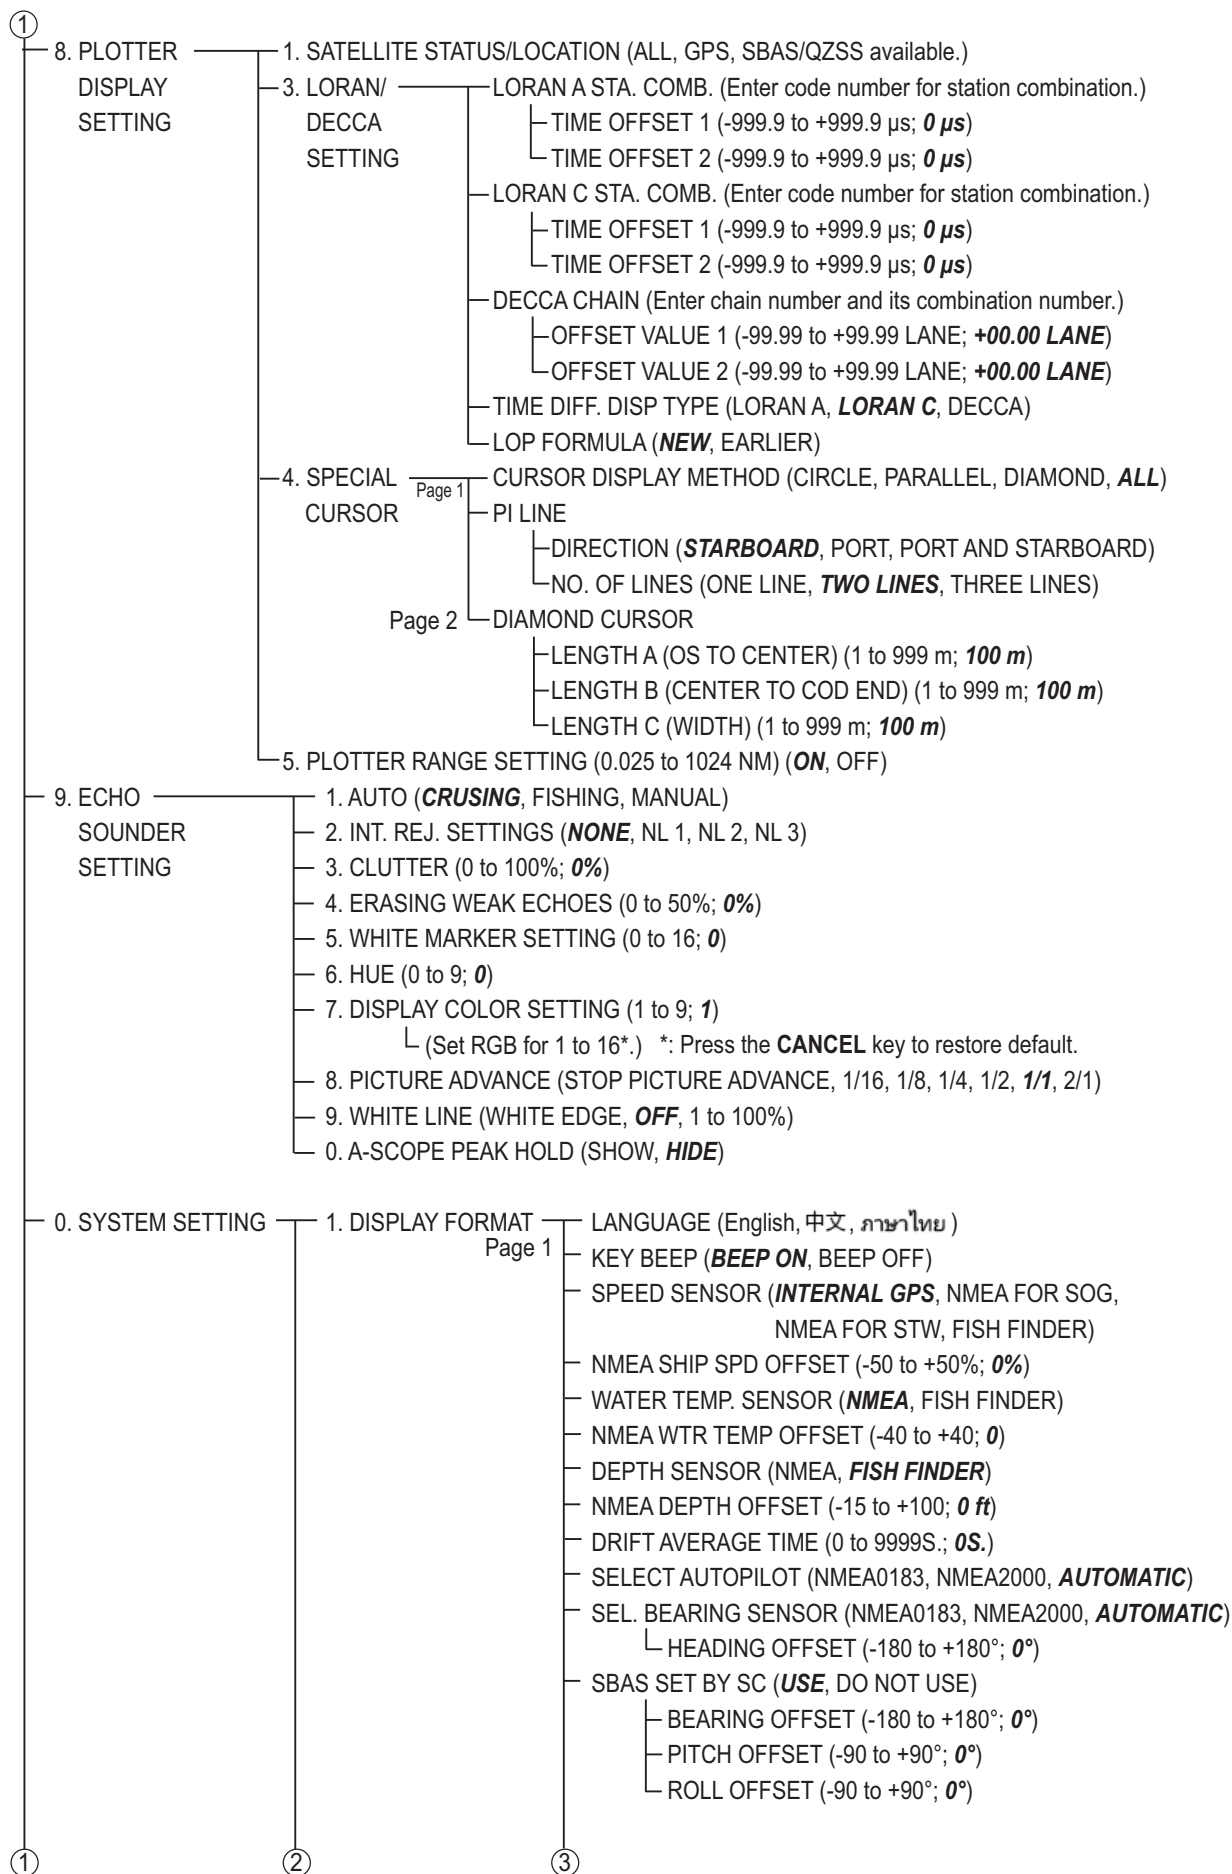 ①
8. PLOTTER
DISPLAY
SETTING
1. SATELLITE STATUS/LOCATION (ALL, GPS, SBAS/QZSS available.)
3. LORAN/
DECCA
SETTING
LORAN A STA. COMB. (Enter code number for station combination.)
TIME OFFSET 1 (-999.9 to +999.9 µs; 0 µs)
TIME OFFSET 2 (-999.9 to +999.9 µs; 0 µs)
LORAN C STA. COMB. (Enter code number for station combination.)
TIME OFFSET 1 (-999.9 to +999.9 µs; 0 µs)
TIME OFFSET 2 (-999.9 to +999.9 µs; 0 µs)
DECCA CHAIN (Enter chain number and its combination number.)
OFFSET VALUE 1 (-99.99 to +99.99 LANE; +00.00 LANE)
OFFSET VALUE 2 (-99.99 to +99.99 LANE; +00.00 LANE)
TIME DIFF. DISP TYPE (LORAN A, LORAN C, DECCA)
LOP FORMULA (NEW, EARLIER)
4. SPECIAL
CURSOR
Page 1
CURSOR DISPLAY METHOD (CIRCLE, PARALLEL, DIAMOND, ALL)
PI LINE
DIRECTION (STARBOARD, PORT, PORT AND STARBOARD)
NO. OF LINES (ONE LINE, TWO LINES, THREE LINES)
Page 2
DIAMOND CURSOR
LENGTH A (OS TO CENTER) (1 to 999 m; 100 m)
LENGTH B (CENTER TO COD END) (1 to 999 m; 100 m)
LENGTH C (WIDTH) (1 to 999 m; 100 m)
5. PLOTTER RANGE SETTING (0.025 to 1024 NM) (ON, OFF)
9. ECHO
SOUNDER
SETTING
1. AUTO (CRUSING, FISHING, MANUAL)
2. INT. REJ. SETTINGS (NONE, NL 1, NL 2, NL 3)
3. CLUTTER (0 to 100%; 0%)
4. ERASING WEAK ECHOES (0 to 50%; 0%)
5. WHITE MARKER SETTING (0 to 16; 0)
6. HUE (0 to 9; 0)
7. DISPLAY COLOR SETTING (1 to 9; 1)
(Set RGB for 1 to 16*.) *: Press the CANCEL key to restore default.
8. PICTURE ADVANCE (STOP PICTURE ADVANCE, 1/16, 1/8, 1/4, 1/2, 1/1, 2/1)
9. WHITE LINE (WHITE EDGE, OFF, 1 to 100%)
0. A-SCOPE PEAK HOLD (SHOW, HIDE)
0. SYSTEM SETTING
1. DISPLAY FORMAT
Page 1
LANGUAGE (English, 中文, ภาษาไทย )
KEY BEEP (BEEP ON, BEEP OFF)
SPEED SENSOR (INTERNAL GPS, NMEA FOR SOG,
NMEA FOR STW, FISH FINDER)
NMEA SHIP SPD OFFSET (-50 to +50%; 0%)
WATER TEMP. SENSOR (NMEA, FISH FINDER)
NMEA WTR TEMP OFFSET (-40 to +40; 0)
DEPTH SENSOR (NMEA, FISH FINDER)
NMEA DEPTH OFFSET (-15 to +100; 0 ft)
DRIFT AVERAGE TIME (0 to 9999S.; 0S.)
SELECT AUTOPILOT (NMEA0183, NMEA2000, AUTOMATIC)
SEL. BEARING SENSOR (NMEA0183, NMEA2000, AUTOMATIC)
HEADING OFFSET (-180 to +180°; 0°)
SBAS SET BY SC (USE, DO NOT USE)
BEARING OFFSET (-180 to +180°; 0°)
PITCH OFFSET (-90 to +90°; 0°)
ROLL OFFSET (-90 to +90°; 0°)
①
②
③